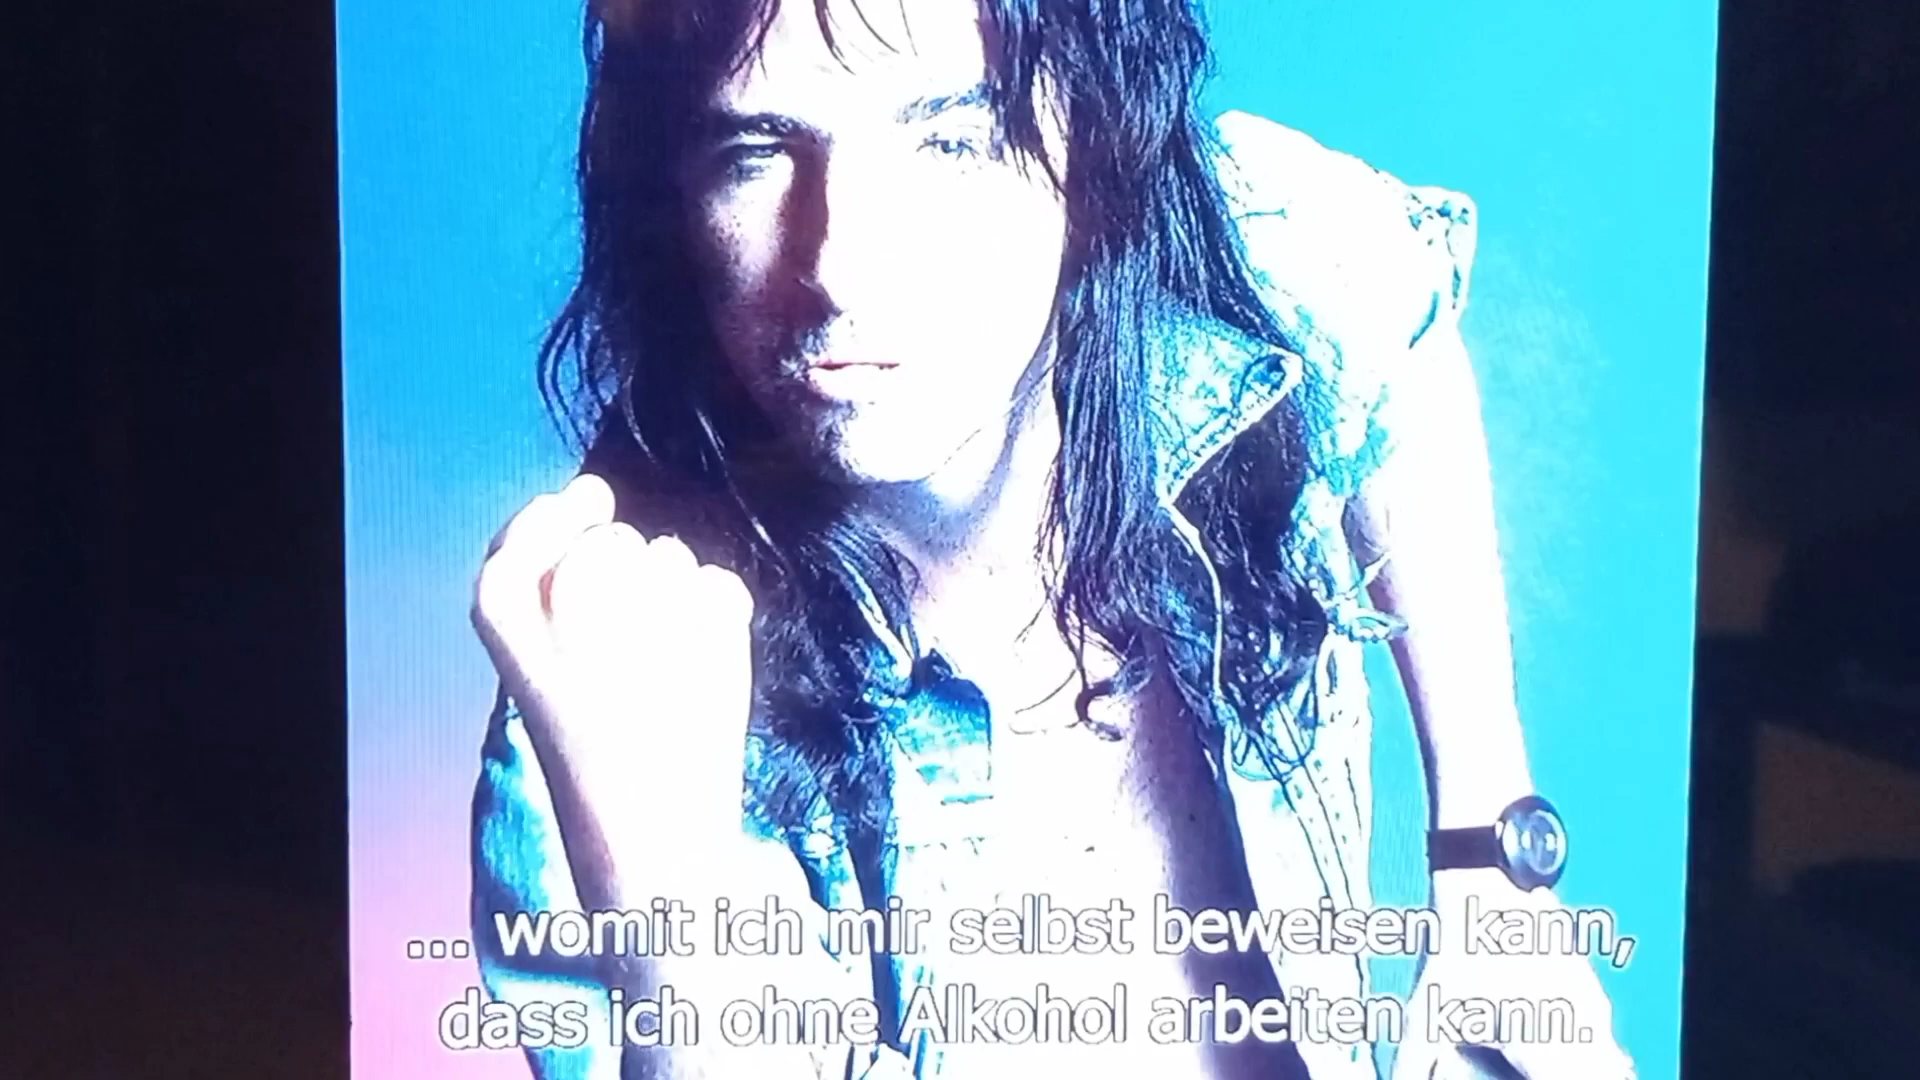 ... womit ich mir selbst beweisen kann,
dass ich ohne Alkohol arbeiten kann.